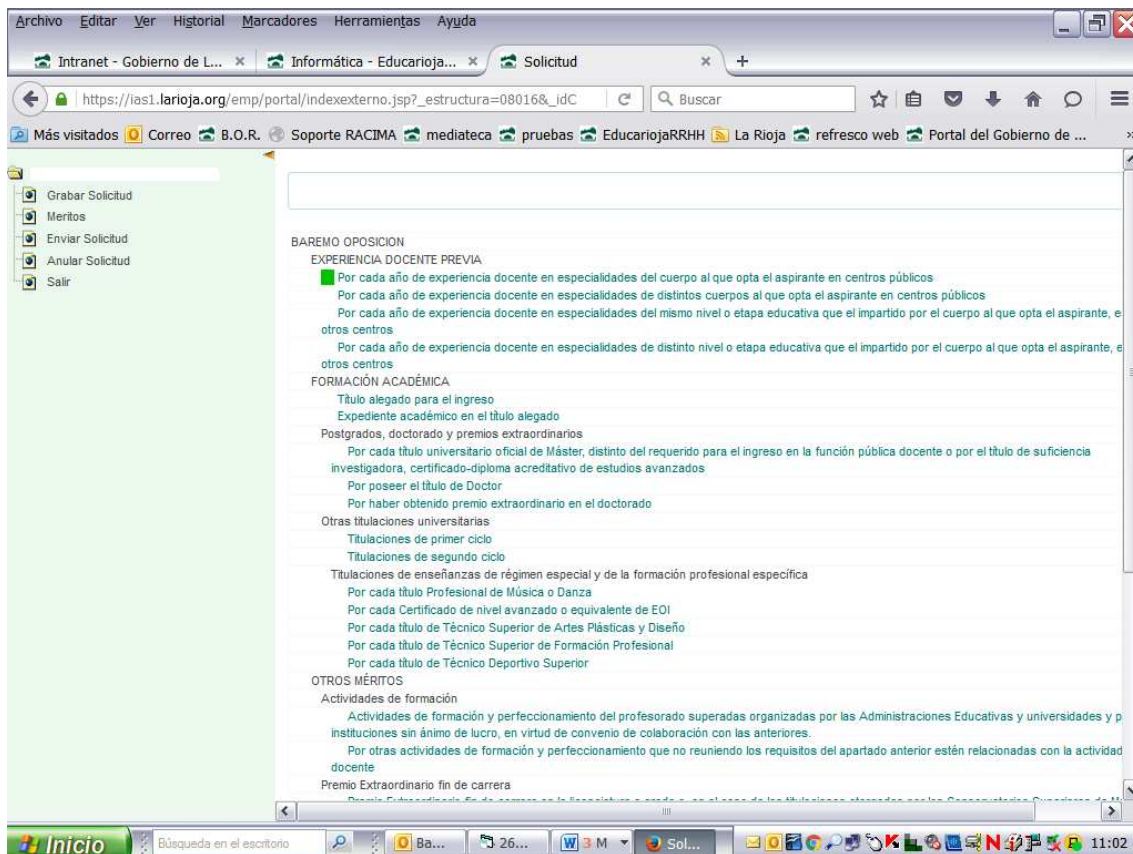 Archivo Editar Ver Historial Marcadores Herramientas Ayuda
Intranet - Gobierno de L... × Informática - Educarioja... × Solicitud × +
https://ias1.larioja.org/emp/portal/indexexterno.jsp?_estructura=08016&_idC Buscar
Más visitados Correo B.O.R. Soporte RACIMA mediateca pruebas EducariojaRRHH La Rioja refresco web Portal del Gobierno de ... »
Grabar Solicitud
Meritos
Enviar Solicitud
Anular Solicitud
Salir
BAREMO OPOSICION
EXPERIENCIA DOCENTE PREVIA
Por cada año de experiencia docente en especialidades del cuerpo al que opta el aspirante en centros públicos
Por cada año de experiencia docente en especialidades de distintos cuerpos al que opta el aspirante en centros públicos
Por cada año de experiencia docente en especialidades del mismo nivel o etapa educativa que el impartido por el cuerpo al que opta el aspirante, e
otros centros
Por cada año de experiencia docente en especialidades de distinto nivel o etapa educativa que el impartido por el cuerpo al que opta el aspirante, e
otros centros
FORMACIÓN ACADÉMICA
Título alegado para el ingreso
Expediente académico en el título alegado
Postgrados, doctorado y premios extraordinarios
Por cada título universitario oficial de Máster, distinto del requerido para el ingreso en la función pública docente o por el título de suficiencia
investigadora, certificado-diploma acreditativo de estudios avanzados
Por poseer el título de Doctor
Por haber obtenido premio extraordinario en el doctorado
Otras titulaciones universitarias
Titulaciones de primer ciclo
Titulaciones de segundo ciclo
Titulaciones de enseñanzas de régimen especial y de la formación profesional específica
Por cada título Profesional de Música o Danza
Por cada Certificado de nivel avanzado o equivalente de EOI
Por cada título de Técnico Superior de Artes Plásticas y Diseño
Por cada título de Técnico Superior de Formación Profesional
Por cada título de Técnico Deportivo Superior
OTROS MÉRITOS
Actividades de formación
Actividades de formación y perfeccionamiento del profesorado superadas organizadas por las Administraciones Educativas y universidades y p
instituciones sin ánimo de lucro, en virtud de convenio de colaboración con las anteriores.
Por otras actividades de formación y perfeccionamiento que no reuniendo los requisitos del apartado anterior estén relacionadas con la actividad
docente
Premio Extraordinario fin de carrera
Inicio Búsqueda en el escritorio Ba... 26... 3 M Sol... 11:02